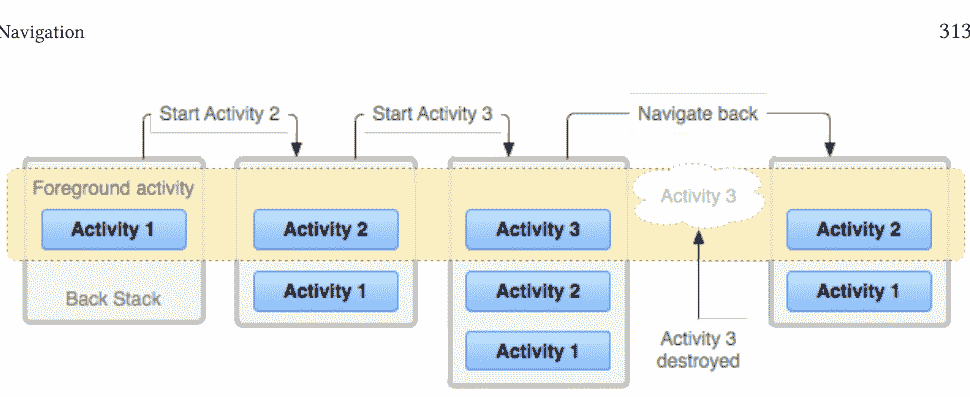 Navigation
313
Start Activity 2
Start Activity 3
Navigate back
Foreground activity
Activity 3
Activity 1
Activity 2
Activity 3
Activity 2
Back Stack
Activity 1
Activity 2
Activity 1
Activity 1
Activity 3
destroyed